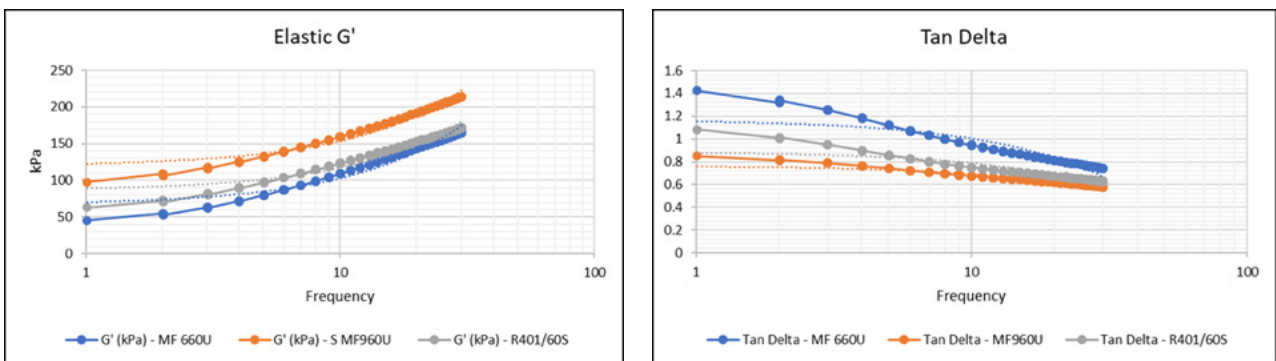 Elastic G'
250
200
150
100
50
0
kPa
1
10
100
Frequency
G' (kPa) - MF 660U
G' (kPa) - S MF960U
G' (kPa) - R401/60S
Tan Delta
1.6
1.4
1.2
1
0.8
0.6
0.4
0.2
0
1
10
100
Frequency
Tan Delta - MF 660U
Tan Delta - MF960U
Tan Delta - R401/60S